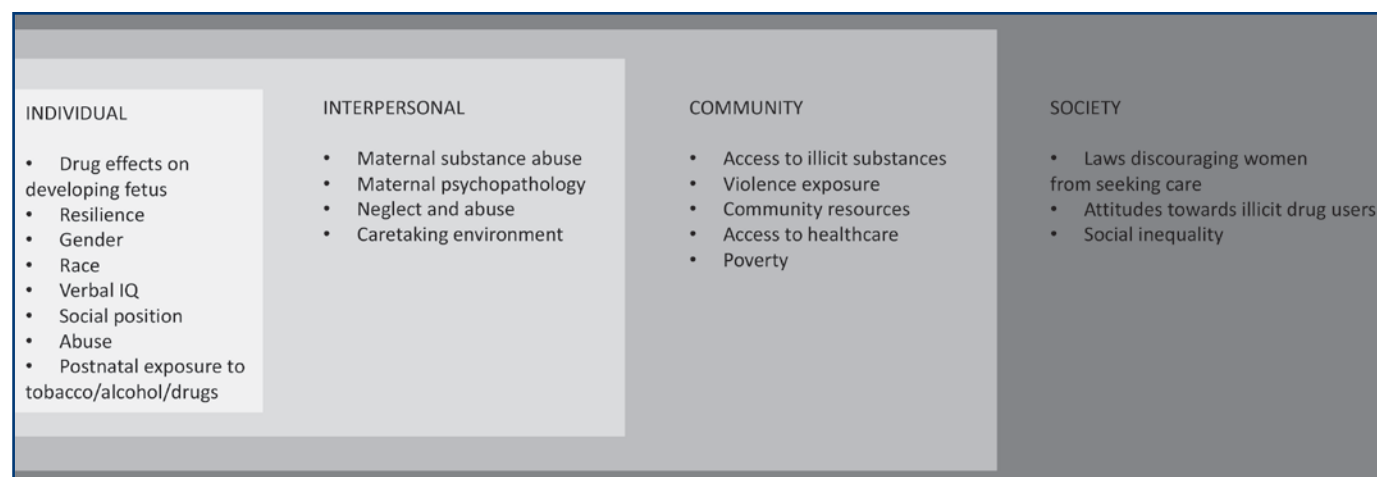 INDIVIDUAL
• Drug effects on
developing fetus
• Resilience
• Gender
• Race
• Verbal IQ
• Social position
• Abuse
• Postnatal exposure to
tobacco/alcohol/drugs
INTERPERSONAL
• Maternal substance abuse
• Maternal psychopathology
• Neglect and abuse
• Caretaking environment
COMMUNITY
• Access to illicit substances
• Violence exposure
• Community resources
• Access to healthcare
• Poverty
SOCIETY
• Laws discouraging women
from seeking care
• Attitudes towards illicit drug users
• Social inequality